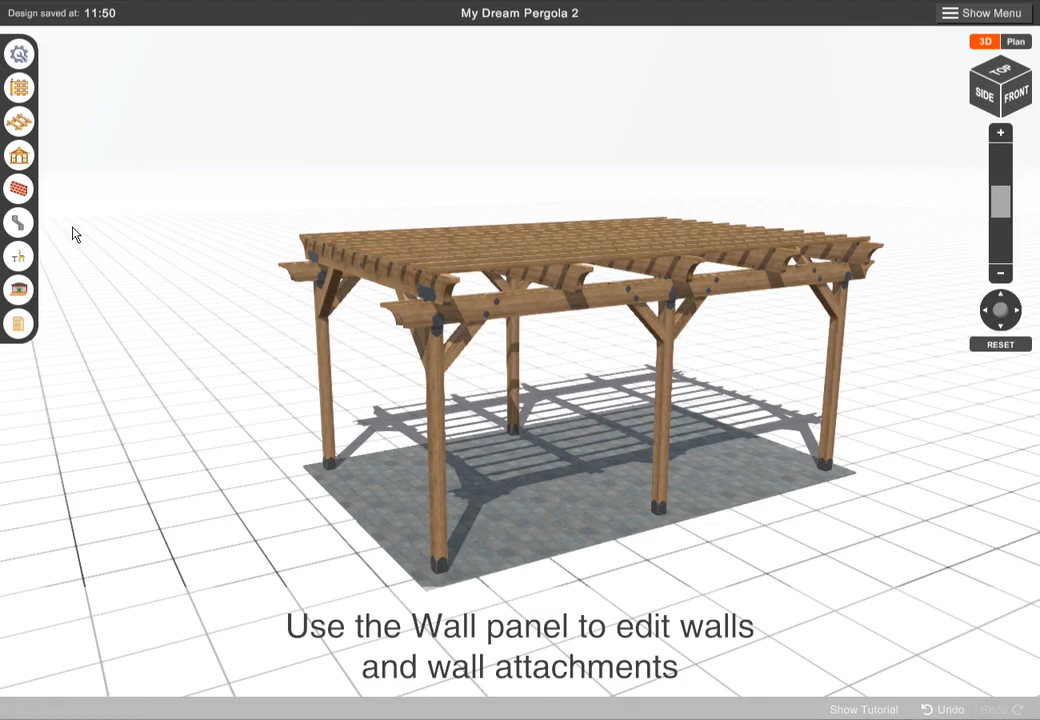 Design saved at: 11:50
My Dream Pergola 2
Show Menu
3D Plan
TOP
SIDE FRONT
+
-
RESET
Use the Wall panel to edit walls
and wall attachments
Show Tutorial
Undo
Redo